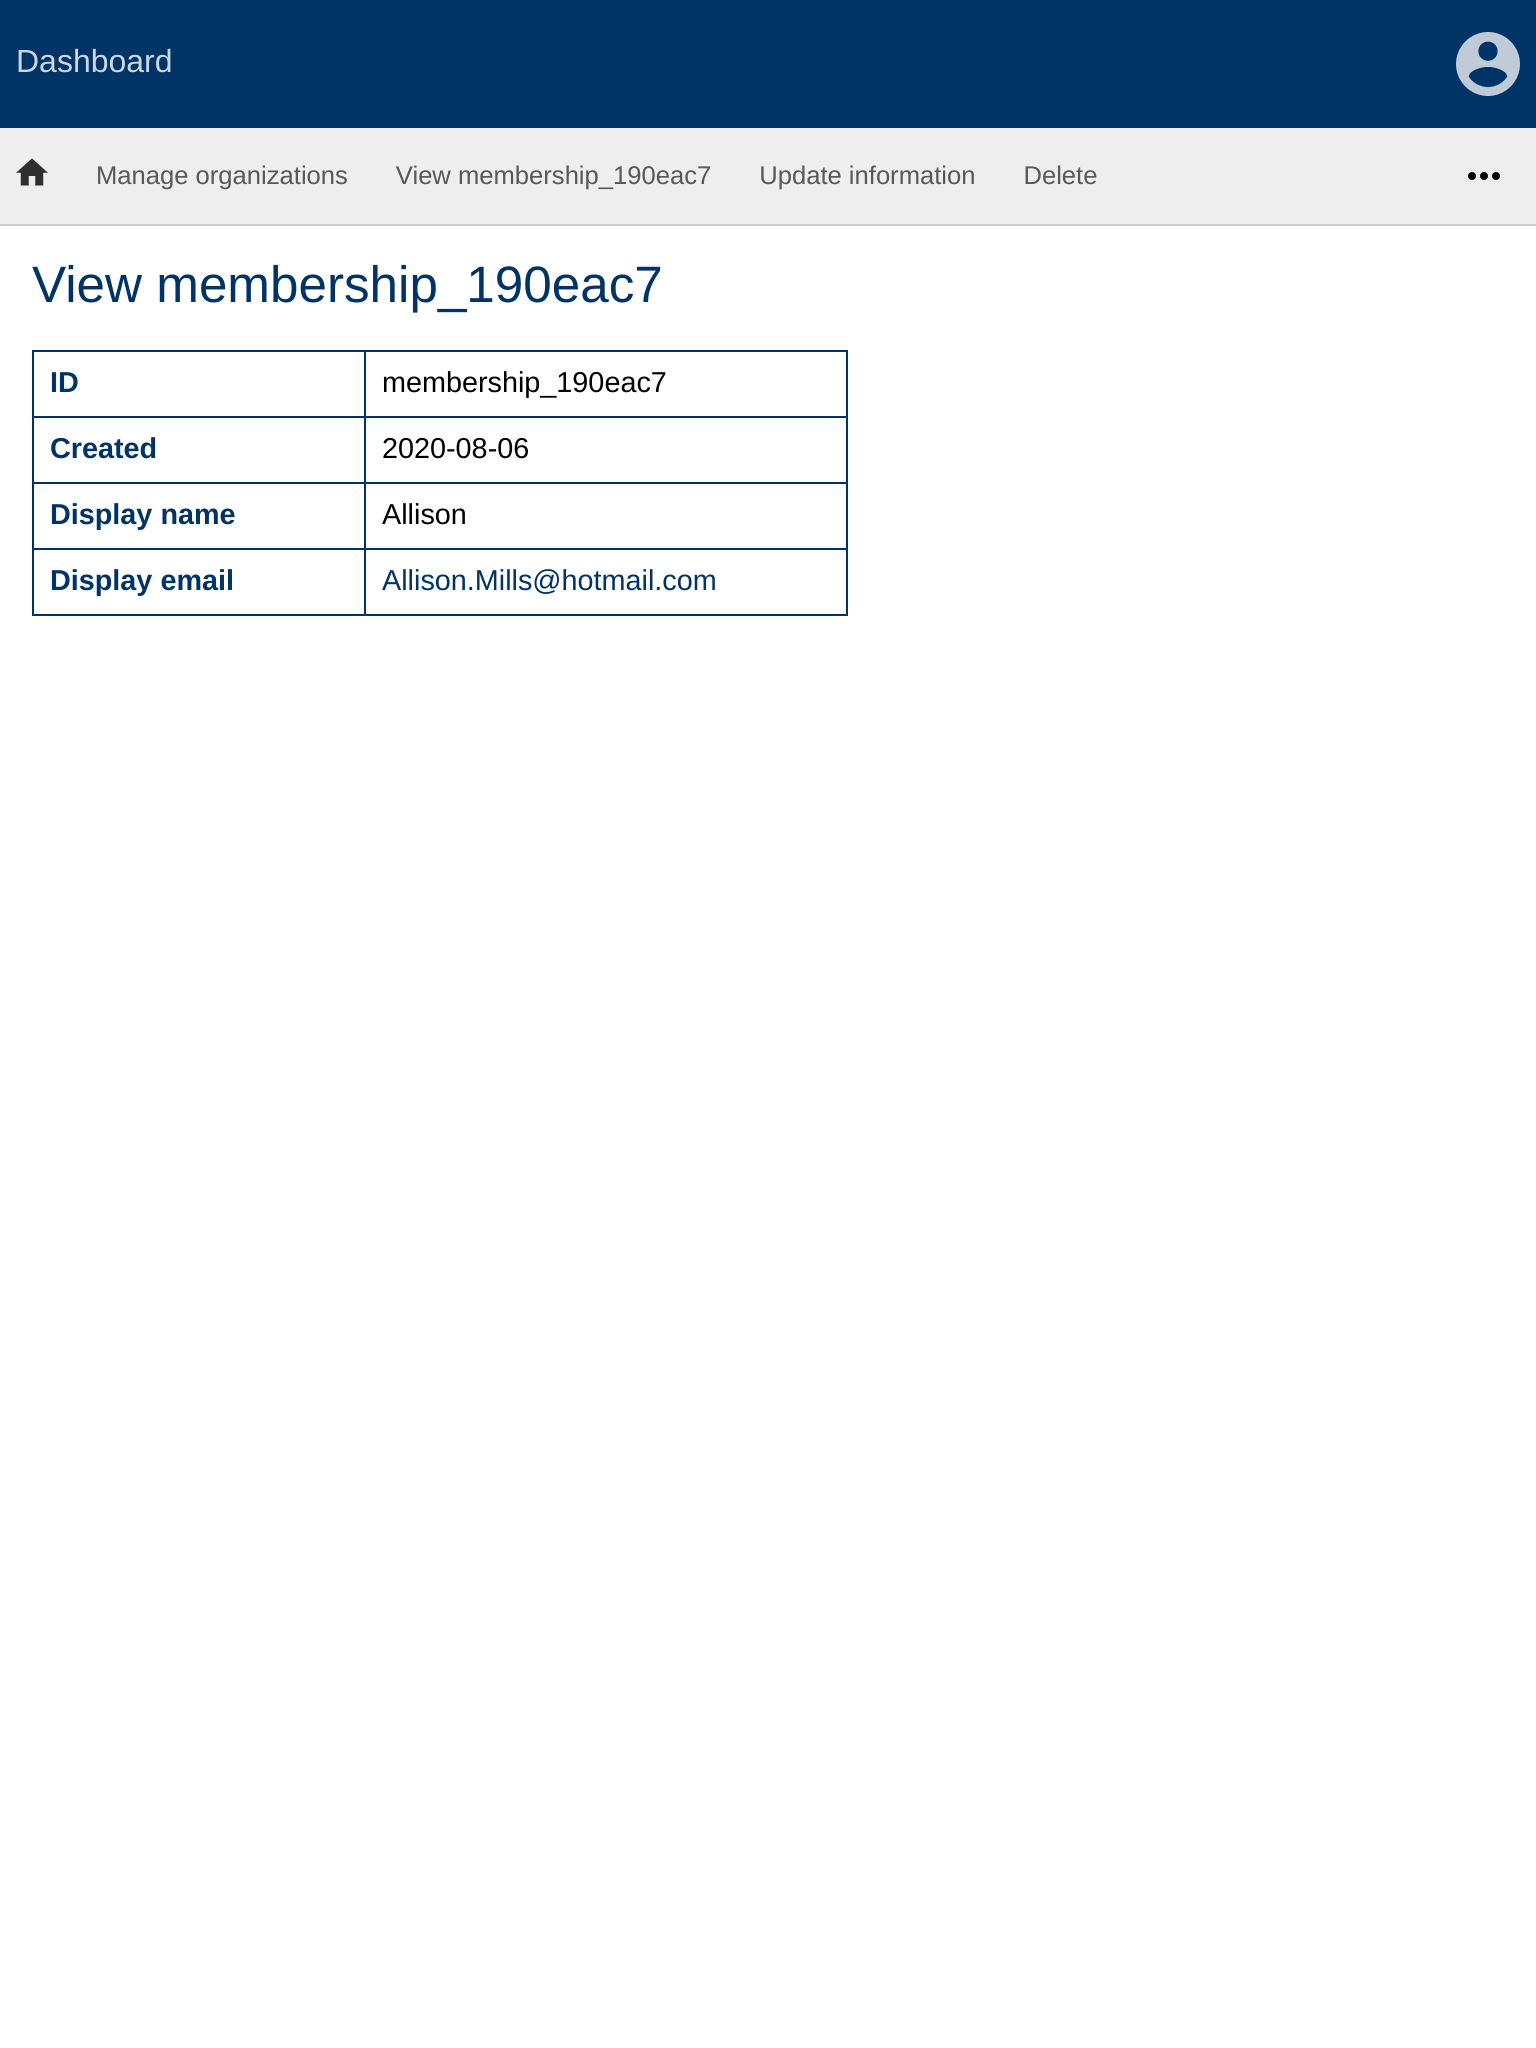 Dashboard
Manage organizations View membership_190eac7 Update information Delete
View membership_190eac7
ID membership_190eac7
Created 2020-08-06
Display name Allison
Display email Allison.Mills@hotmail.com